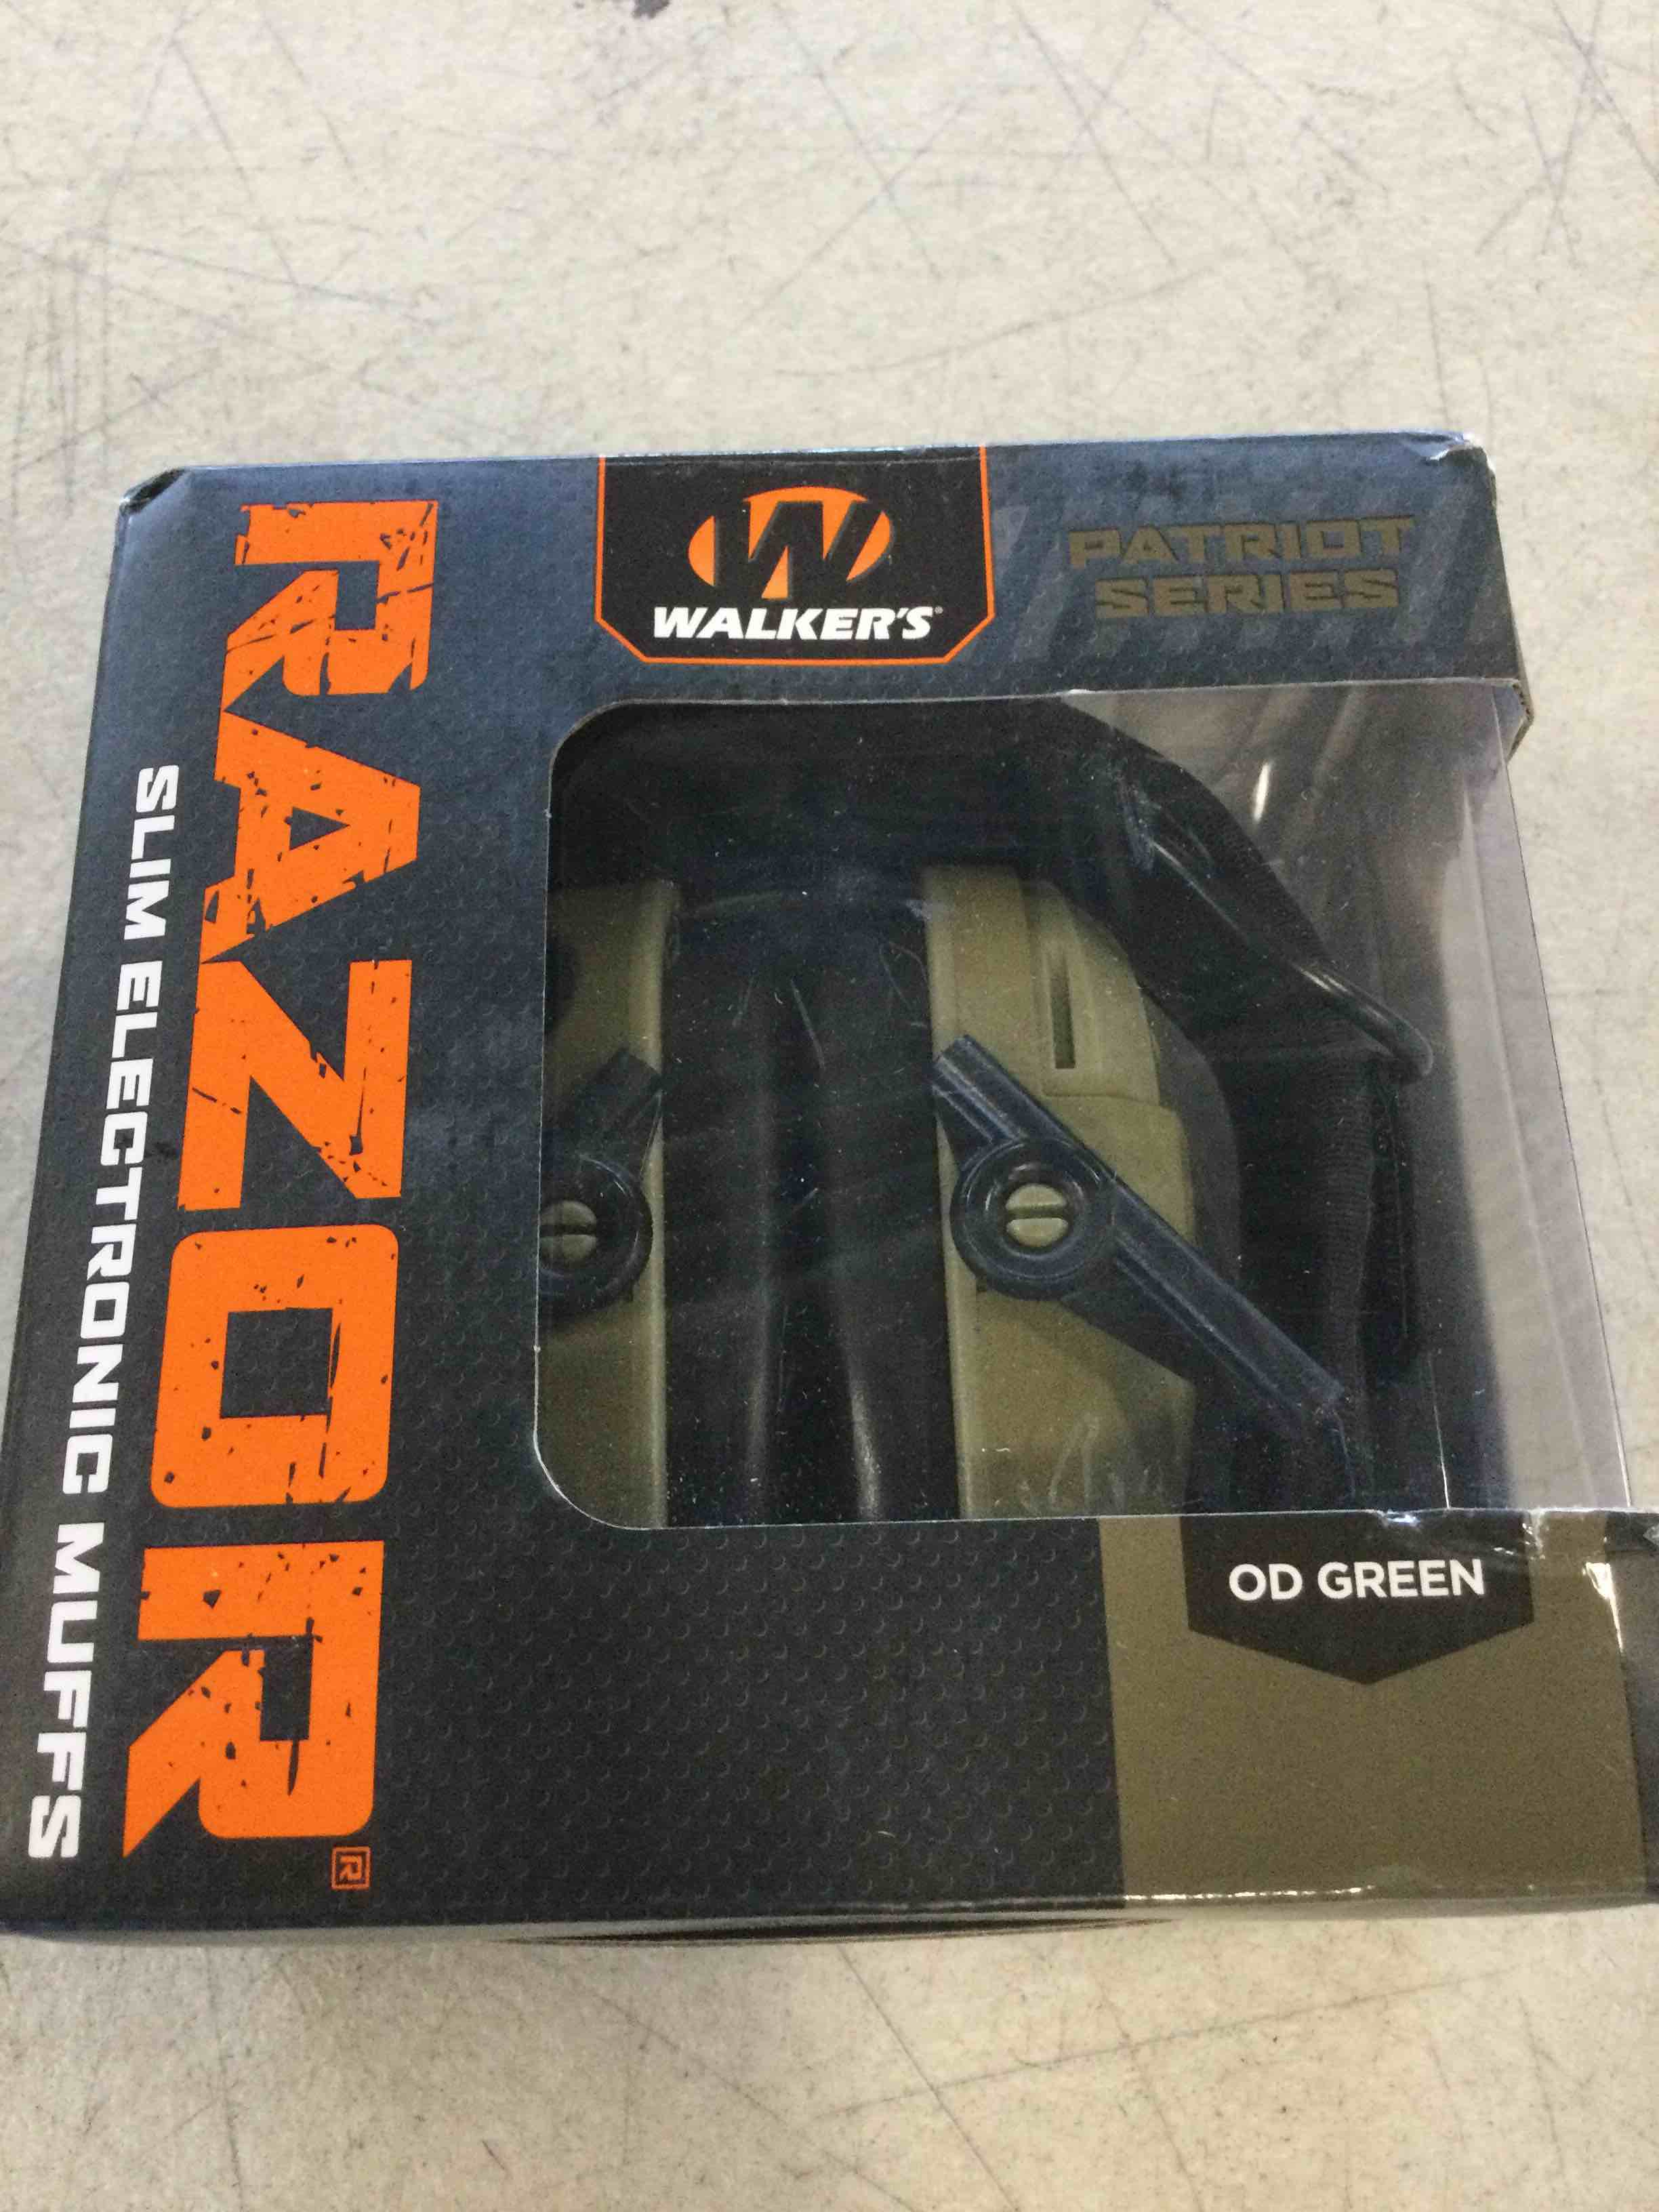 W
WALKER'S
PATRIOT
SERIES
RAZOR®
SLIM ELECTRONIC MUFFS
OD GREEN